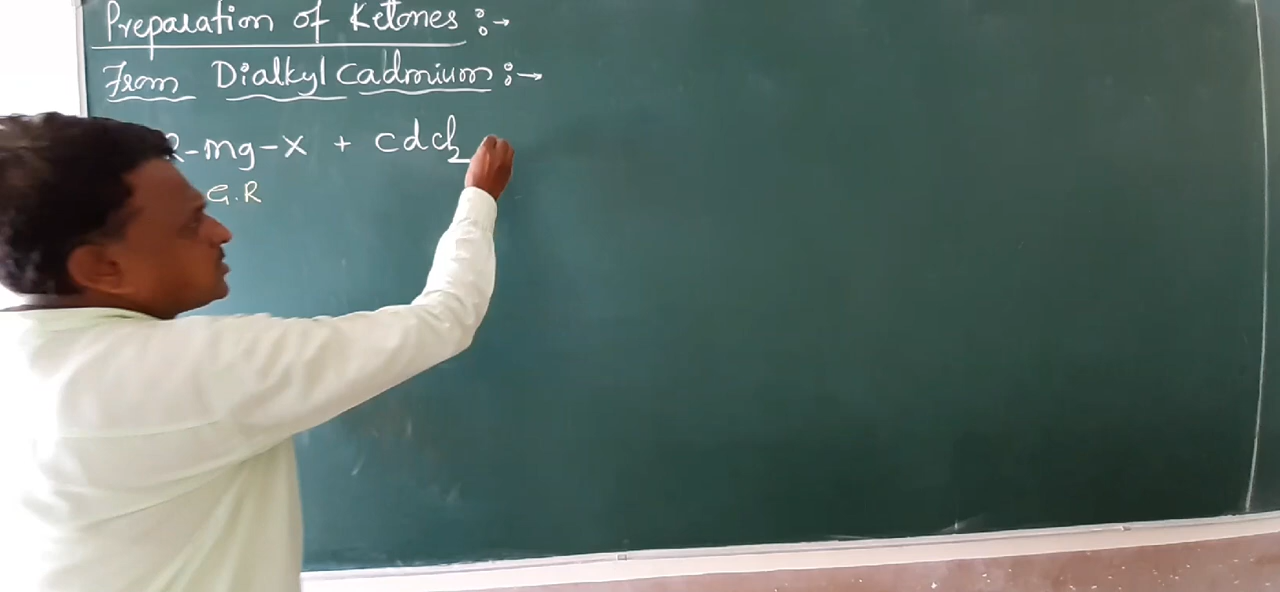 Preparation of Ketones :→
From Dialkyl Cadmium :→
R-mg-X + cdcl2
G.R